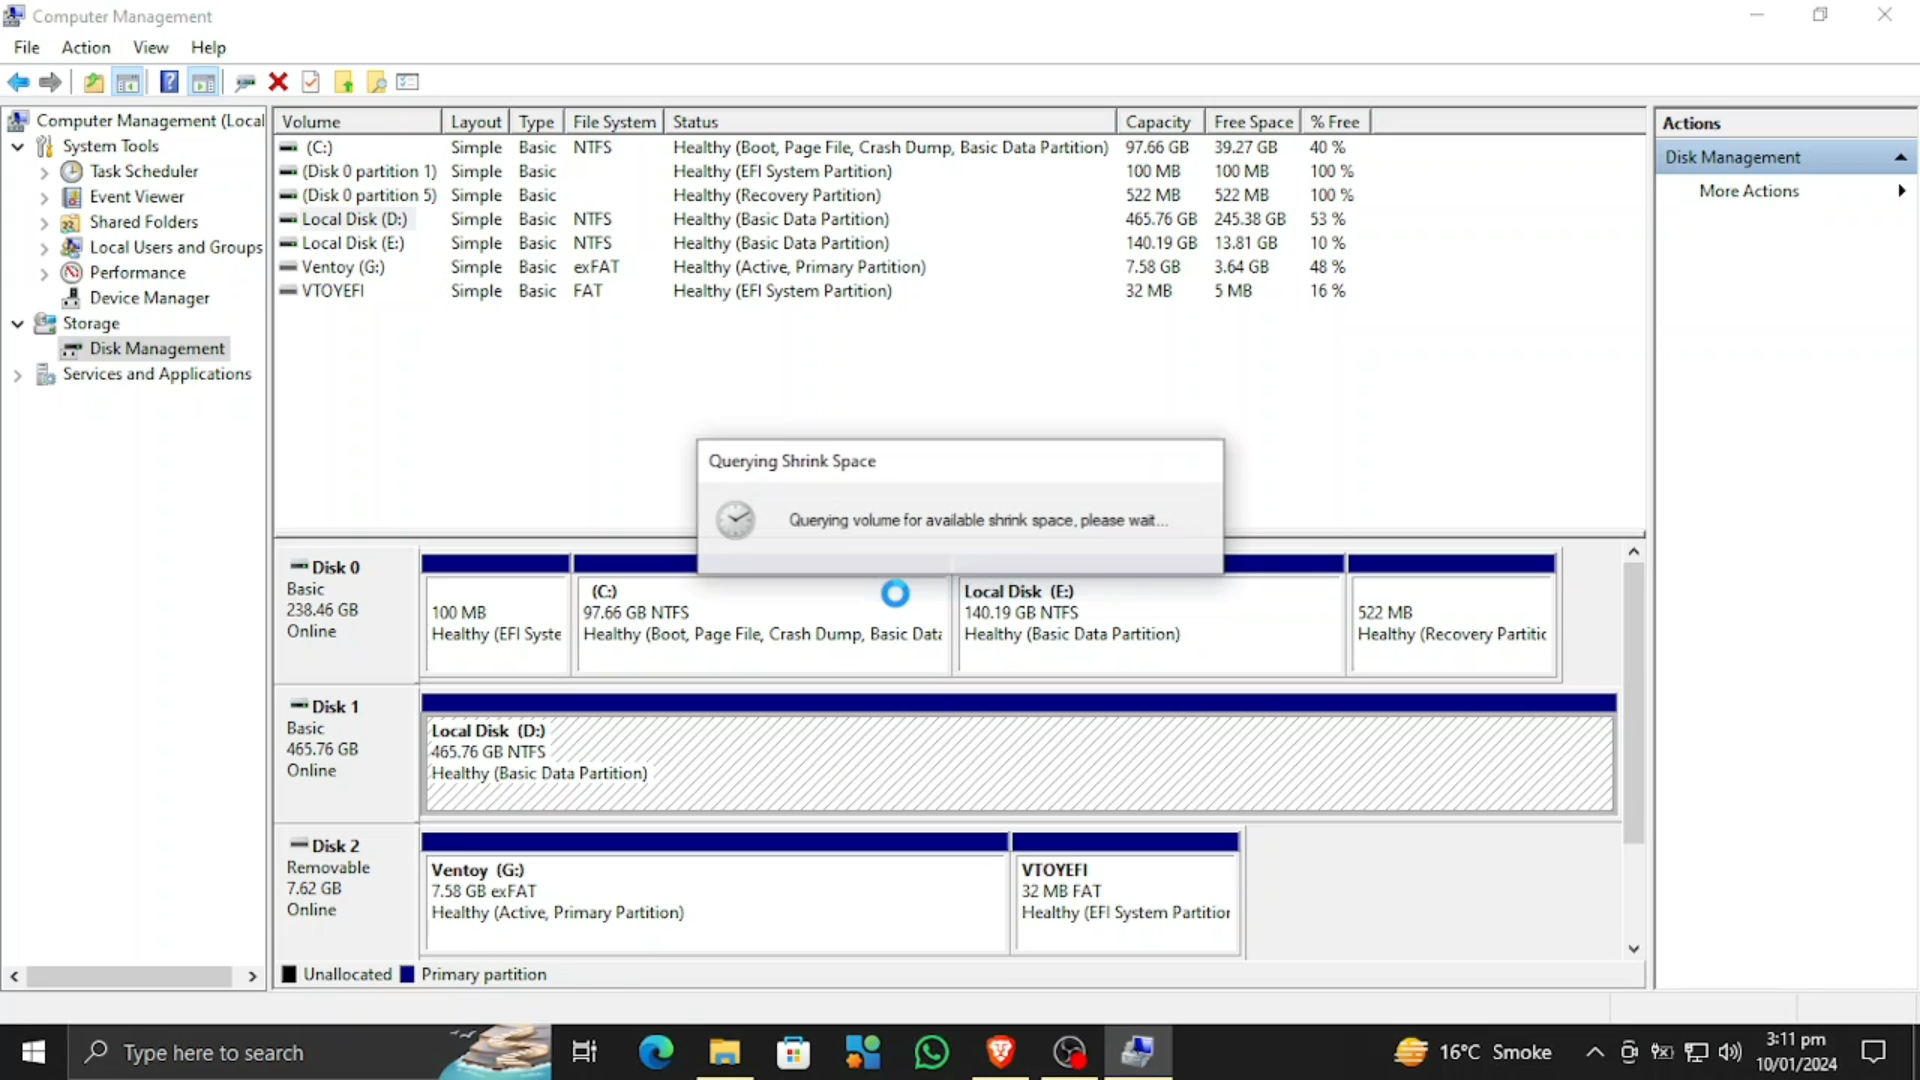 Computer Management
File Action View Help
Computer Management (Local
System Tools
Task Scheduler
Event Viewer
Shared Folders
Local Users and Groups
Performance
Device Manager
Storage
Disk Management
Services and Applications
Volume Layout Type File System Status Capacity Free Space % Free
(C:) Simple Basic NTFS Healthy (Boot, Page File, Crash Dump, Basic Data Partition) 97.66 GB 39.27 GB 40 %
(Disk 0 partition 1) Simple Basic Healthy (EFI System Partition) 100 MB 100 MB 100 %
(Disk 0 partition 5) Simple Basic Healthy (Recovery Partition) 522 MB 522 MB 100 %
Local Disk (D:) Simple Basic NTFS Healthy (Basic Data Partition) 465.76 GB 245.38 GB 53 %
Local Disk (E:) Simple Basic NTFS Healthy (Basic Data Partition) 140.19 GB 13.81 GB 10 %
Ventoy (G:) Simple Basic exFAT Healthy (Active, Primary Partition) 7.58 GB 3.64 GB 48 %
VTOYEFI Simple Basic FAT Healthy (EFI System Partition) 32 MB 5 MB 16 %
Actions
Disk Management
More Actions
Querying Shrink Space
Querying volume for available shrink space, please wait...
Disk 0
Basic
238.46 GB
Online
100 MB
Healthy (EFI Syste
(C:)
97.66 GB NTFS
Healthy (Boot, Page File, Crash Dump, Basic Data
Local Disk (E:)
140.19 GB NTFS
Healthy (Basic Data Partition)
522 MB
Healthy (Recovery Partitic
Disk 1
Basic
465.76 GB
Online
Local Disk (D:)
465.76 GB NTFS
Healthy (Basic Data Partition)
Disk 2
Removable
7.62 GB
Online
Ventoy (G:)
7.58 GB exFAT
Healthy (Active, Primary Partition)
VTOYEFI
32 MB FAT
Healthy (EFI System Partition
Unallocated Primary partition
Type here to search
16°C Smoke
3:11 pm
10/01/2024